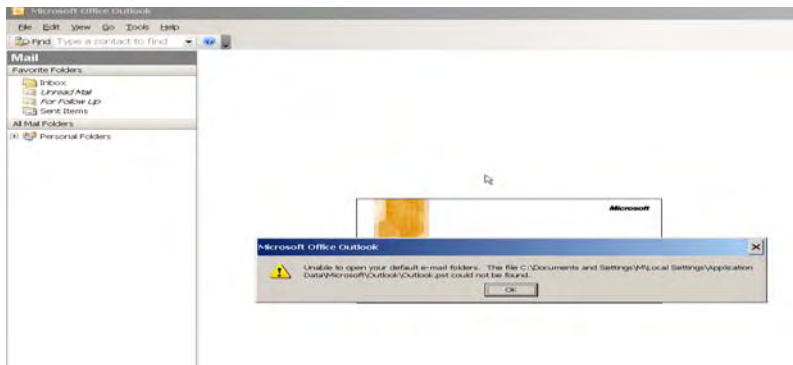 Microsoft Office Outlook
File Edit View Go Tools Help
Find Type a contact to find
Mail
Favorite Folders
Inbox
Unread Mail
For Follow Up
Sent Items
All Mail Folders
Personal Folders
Microsoft
Microsoft Office Outlook
Unable to open your default e-mail folders. The file C:\Documents and Settings\M\Local Settings\Application
Data\Microsoft\Outlook\Outlook.pst could not be found.
OK